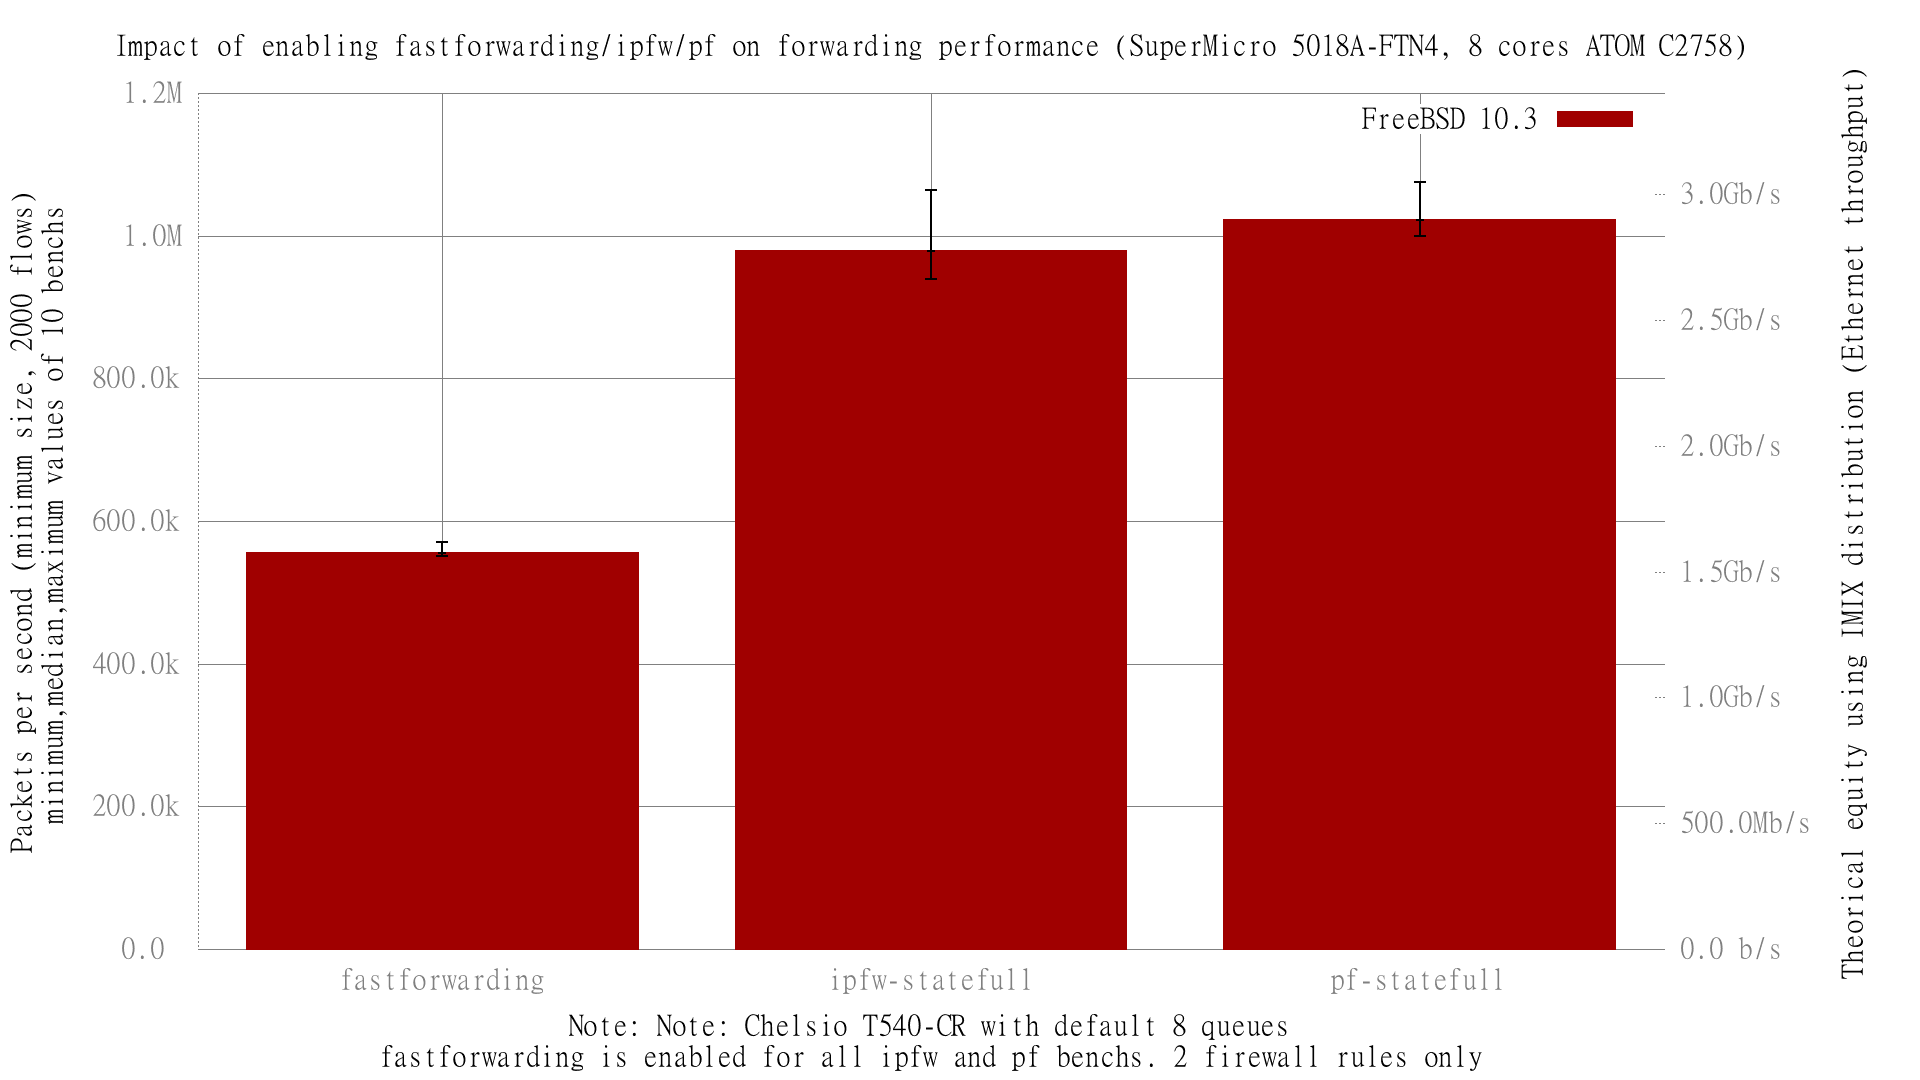 Impact of enabling fastforwarding/ipfw/pf on forwarding performance (SuperMicro 5018A-FTN4, 8 cores ATOM C2758)
Packets per second (minimum size, 2000 flows)
minimum,median,maximum values of 10 benchs
1.2M
1.0M
800.0k
600.0k
400.0k
200.0k
0.0
FreeBSD 10.3
3.0Gb/s
2.5Gb/s
2.0Gb/s
1.5Gb/s
1.0Gb/s
500.0Mb/s
0.0 b/s
Theorical equity using IMIX distribution (Ethernet throughput)
fastforwarding
ipfw-statefull
pf-statefull
Note: Note: Chelsio T540-CR with default 8 queues
fastforwarding is enabled for all ipfw and pf benchs. 2 firewall rules only